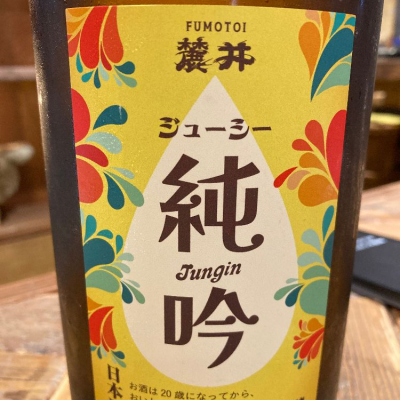 FUMOTOI
麓井
ジューシー
純
Jungin
吟
お酒は20歳になってから、
日本